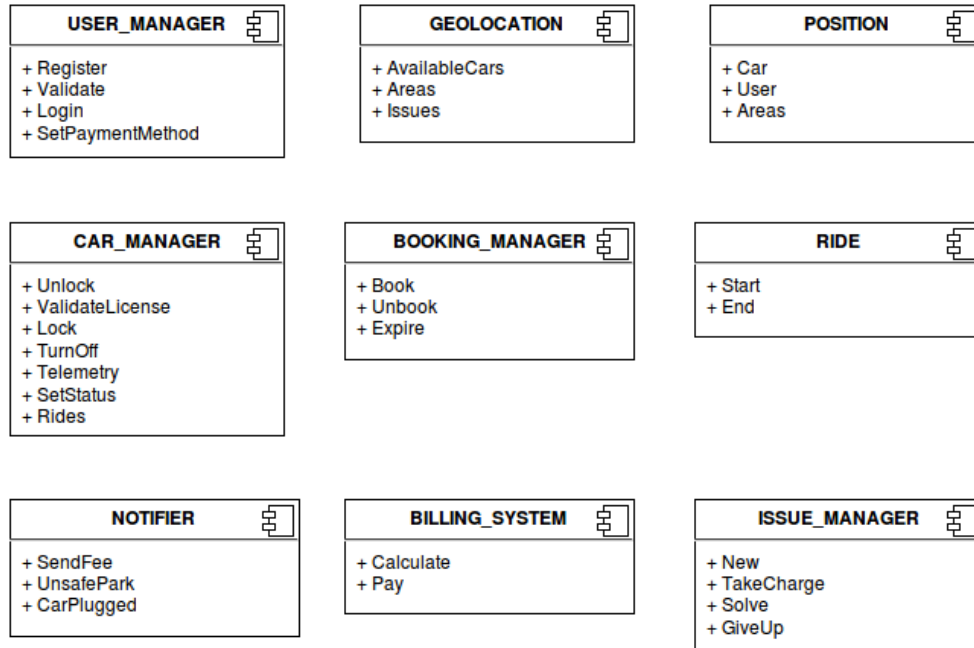 USER_MANAGER
+ Register
+ Validate
+ Login
+ SetPaymentMethod
GEOLOCATION
+ AvailableCars
+ Areas
+ Issues
POSITION
+ Car
+ User
+ Areas
CAR_MANAGER
+ Unlock
+ ValidateLicense
+ Lock
+ TurnOff
+ Telemetry
+ SetStatus
+ Rides
BOOKING_MANAGER
+ Book
+ Unbook
+ Expire
RIDE
+ Start
+ End
NOTIFIER
+ SendFee
+ UnsafePark
+ CarPlugged
BILLING_SYSTEM
+ Calculate
+ Pay
ISSUE_MANAGER
+ New
+ TakeCharge
+ Solve
+ GiveUp